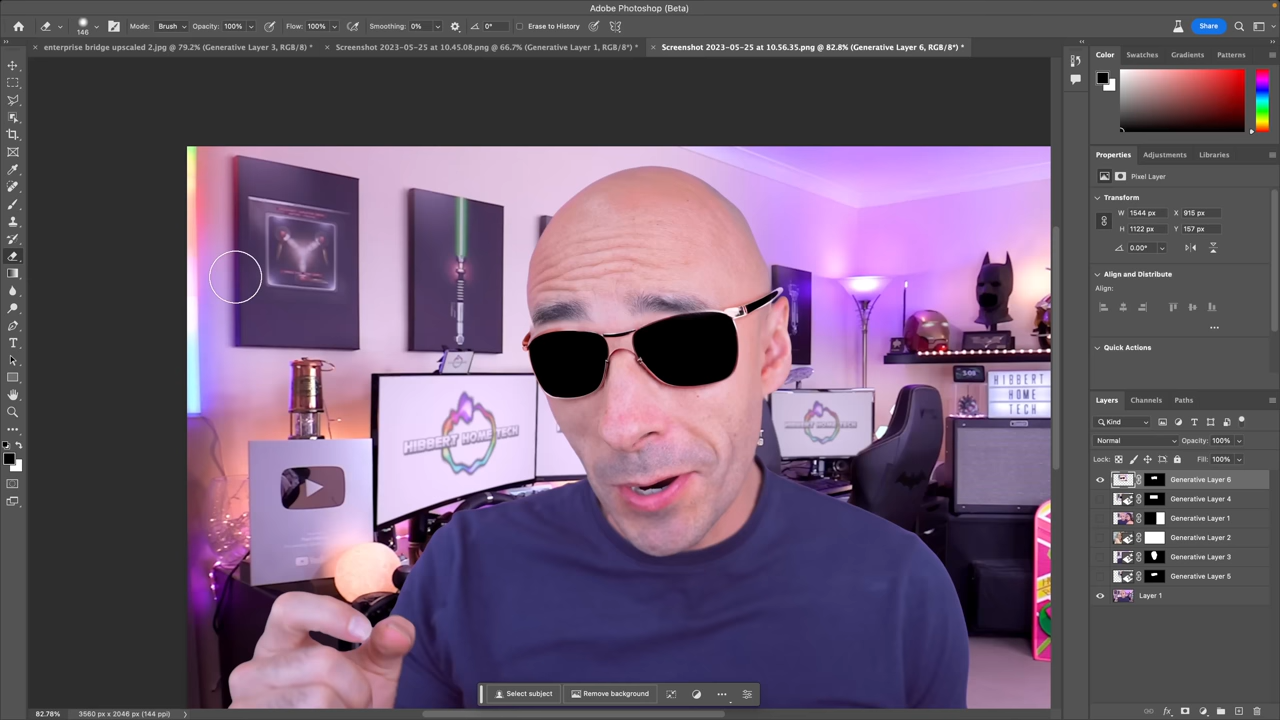 Adobe Photoshop (Beta)
146 Mode: Brush Opacity: 100% Flow: 100% Smoothing: 0% 0° Erase to History Share
enterprise bridge upscaled 2.jpg @ 79.2% (Generative Layer 3, RGB/8) *
Screenshot 2023-05-25 at 10.45.08.png @ 66.7% (Generative Layer 1, RGB/8*) *
Screenshot 2023-05-25 at 10.56.35.png @ 82.8% (Generative Layer 6, RGB/8*) *
Color Swatches Gradients Patterns
Properties Adjustments Libraries
Pixel Layer
Transform
W 1544 px X 915 px
H 1122 px Y 157 px
0.00°
Align and Distribute
Align:
Quick Actions
HIBBERT HOME TECH
HIBBERT
HOME
TECH
Layers Channels Paths
Kind
Normal Opacity: 100%
Lock: Fill: 100%
Generative Layer 6
Generative Layer 4
Generative Layer 1
Generative Layer 2
Generative Layer 3
Generative Layer 5
Layer 1
Select subject Remove background
82.78% 3560 px x 2046 px (144 ppi)